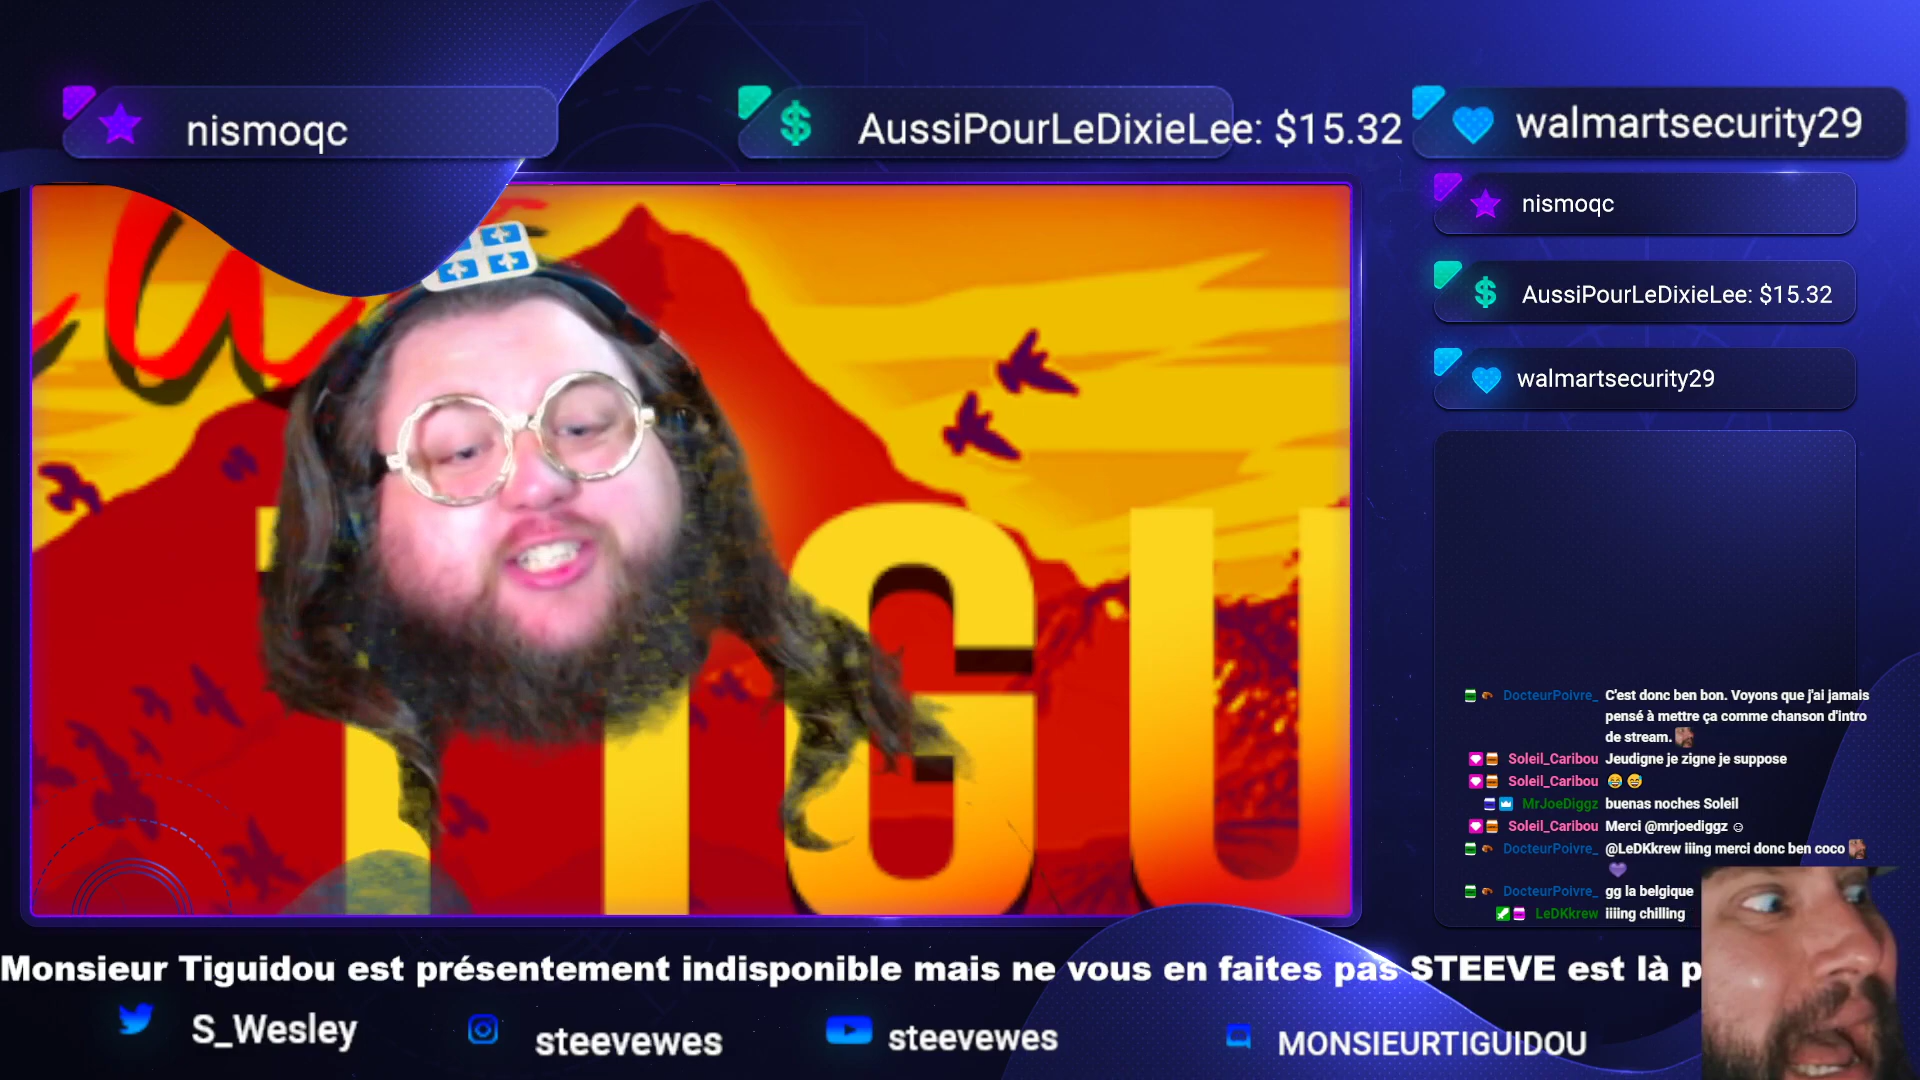 nismoqc
AussiPourLeDixieLee: $15.32
walmartsecurity29
nismoqc
AussiPourLeDixieLee: $15.32
walmartsecurity29
TIGU
DocteurPoivre_ C'est donc ben bon. Voyons que j'ai jamais
pensé à mettre ça comme chanson d'intro
de stream.
Soleil_Caribou Jeudigne je zigne je suppose
Soleil_Caribou 😂 😅
MrJoeDiggz buenas noches Soleil
Soleil_Caribou Merci @mrjoediggz ☺
DocteurPoivre_ @LeDKkrew iiing merci donc ben coco
💜
DocteurPoivre_ gg la belgique
LeDKkrew iiiing chilling
Monsieur Tiguidou est présentement indisponible mais ne vous en faites pas STEEVE est là p
S_Wesley
steevewes
steevewes
MONSIEURTIGUIDOU